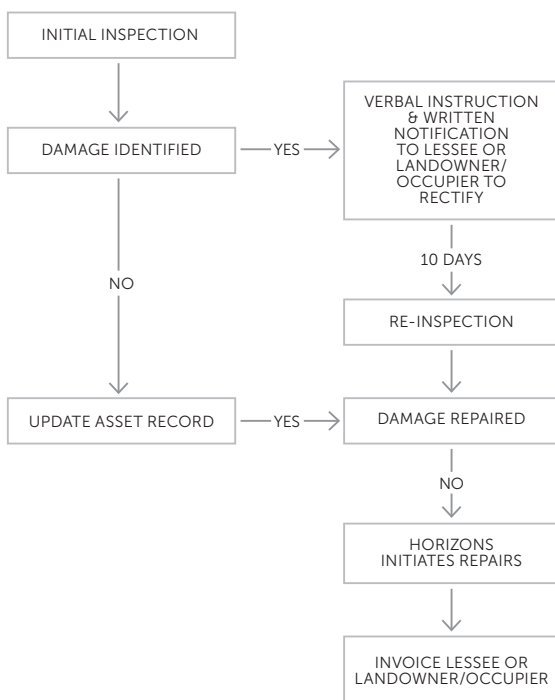 INITIAL INSPECTION
DAMAGE IDENTIFIED
YES
VERBAL INSTRUCTION
& WRITTEN
NOTIFICATION
TO LESSEE OR
LANDOWNER/
OCCUPIER TO
RECTIFY
10 DAYS
NO
RE-INSPECTION
UPDATE ASSET RECORD
YES
DAMAGE REPAIRED
NO
HORIZONS
INITIATES REPAIRS
INVOICE LESSEE OR
LANDOWNER/OCCUPIER